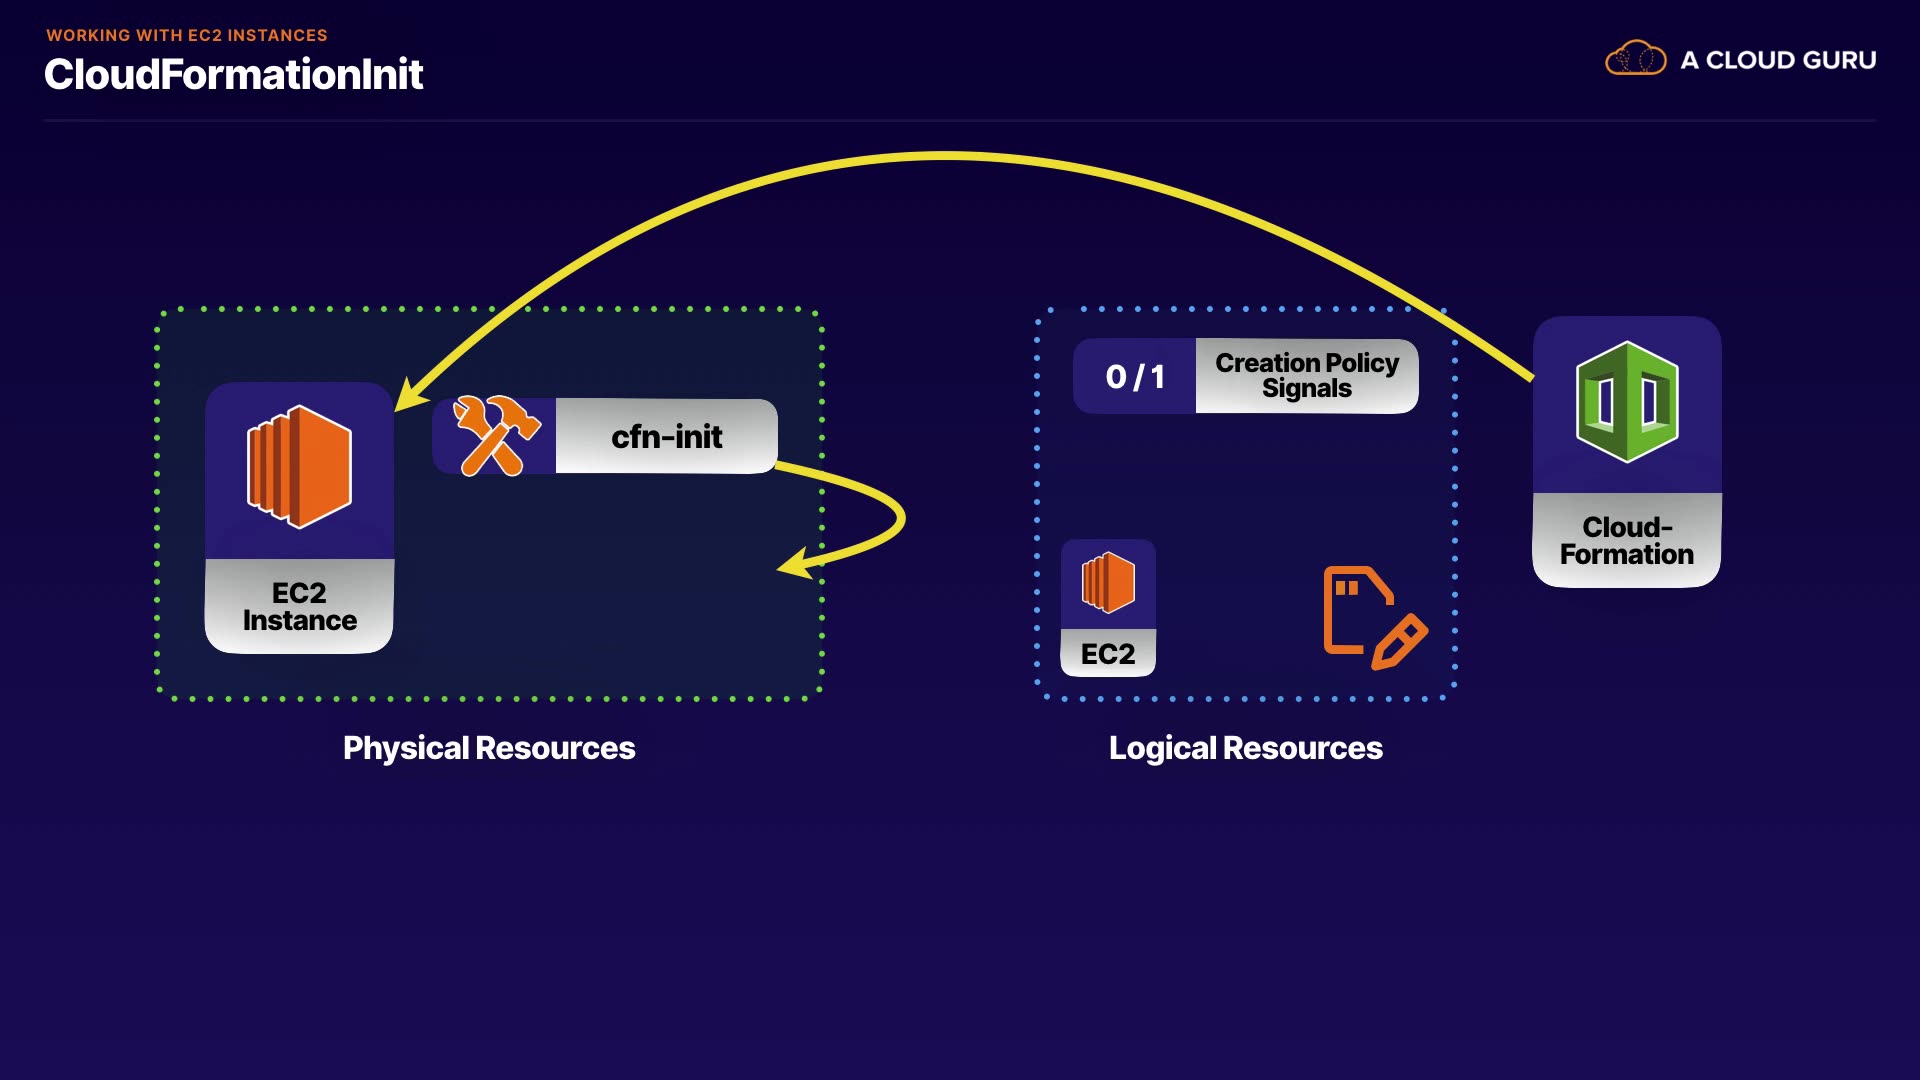 WORKING WITH EC2 INSTANCES
CloudFormationInit
A CLOUD GURU
0 / 1
Creation Policy
Signals
cfn-init
EC2
Instance
EC2
Cloud-
Formation
Physical Resources
Logical Resources